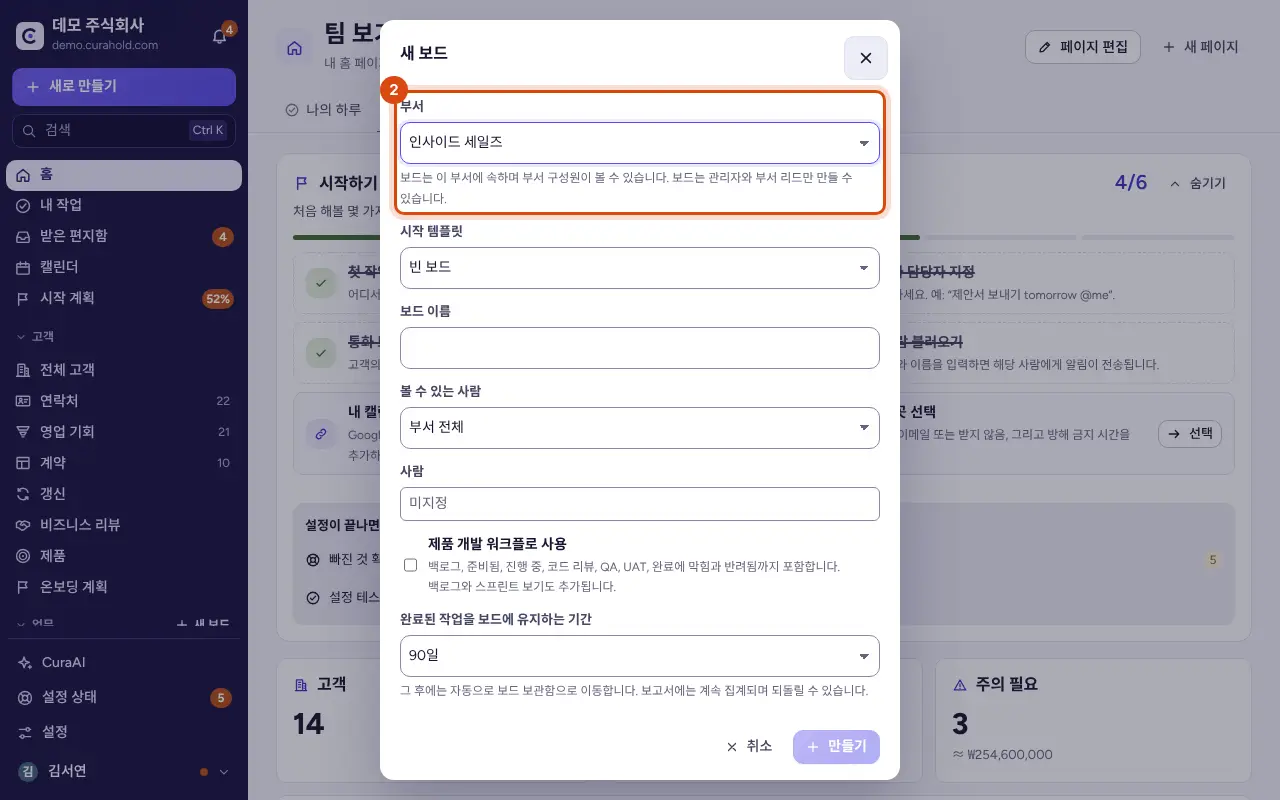 데모 주식회사
demo.curahold.com
4
새로 만들기
검색
Ctrl K
홈
내 작업
받은 편지함
4
캘린더
시작 계획
52%
고객
전체 고객
연락처
22
영업 기회
21
계약
10
갱신
비즈니스 리뷰
제품
온보딩 계획
업무
새 보드
CuraAI
설정 상태
5
설정
김
김서연
팀 보
내 홈 페이지
페이지 편집
새 페이지
나의 하루
시작하기
처음 해볼 몇 가지
4/6
숨기기
첫 작
어디서
담당자 지정
하세요. 예: “제안서 보내기 tomorrow @me”.
통화
고객의
람 불러오기
와 이름을 입력하면 해당 사람에게 알림이 전송됩니다.
내 캘린
Googl
추가하
곳 선택
이메일 또는 받지 않음, 그리고 방해 금지 시간을
선택
설정이 끝나면
빠진 것 확
5
설정 테스
고객
14
주의 필요
3
≈ ₩254,600,000
새 보드
2
부서
인사이드 세일즈
보드는 이 부서에 속하며 부서 구성원이 볼 수 있습니다. 보드는 관리자와 부서 리드만 만들 수
있습니다.
시작 템플릿
빈 보드
보드 이름
볼 수 있는 사람
부서 전체
사람
미지정
제품 개발 워크플로 사용
백로그, 준비됨, 진행 중, 코드 리뷰, QA, UAT, 완료에 막힘과 반려됨까지 포함합니다.
백로그와 스프린트 보기도 추가됩니다.
완료된 작업을 보드에 유지하는 기간
90일
그 후에는 자동으로 보드 보관함으로 이동합니다. 보고서에는 계속 집계되며 되돌릴 수 있습니다.
취소
만들기